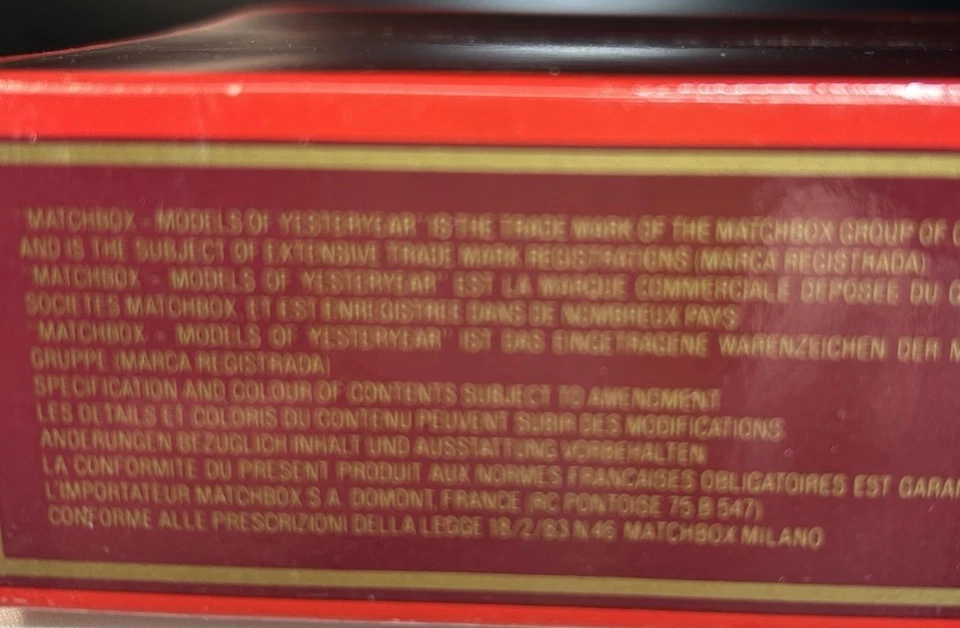 "MATCHBOX - MODELS OF YESTERYEAR" IS THE TRADE MARK OF THE MATCHBOX GROUP OF
AND IS THE SUBJECT OF EXTENSIVE TRADE MARK REGISTRATIONS (MARCA REGISTRADA)
"MATCHBOX - MODELS OF YESTERYEAR" EST LA MARQUE COMMERCIALE DEPOSEE DU
SOCIETES MATCHBOX, ET EST ENREGISTREE DANS DE NOMBREUX PAYS
"MATCHBOX - MODELS OF YESTERYEAR" IST DAS EINGETRAGENE WARENZEICHEN DER
GRUPPE (MARCA REGISTRADA)
SPECIFICATION AND COLOUR OF CONTENTS SUBJECT TO AMENDMENT
LES DETAILS ET COLORIS DU CONTENU PEUVENT SUBIR DES MODIFICATIONS
ANDERUNGEN BEZUGLICH INHALT UND AUSSTATTUNG VORBEHALTEN
LA CONFORMITE DU PRESENT PRODUIT AUX NORMES FRANCAISES OBLIGATOIRES EST
L'IMPORTATEUR MATCHBOX S A DOMONT, FRANCE (RC PONTOISE 75 B 547)
CONFORME ALLE PRESCRIZIONI DELLA LEGGE 18/2/83 N 46 MATCHBOX MILANO